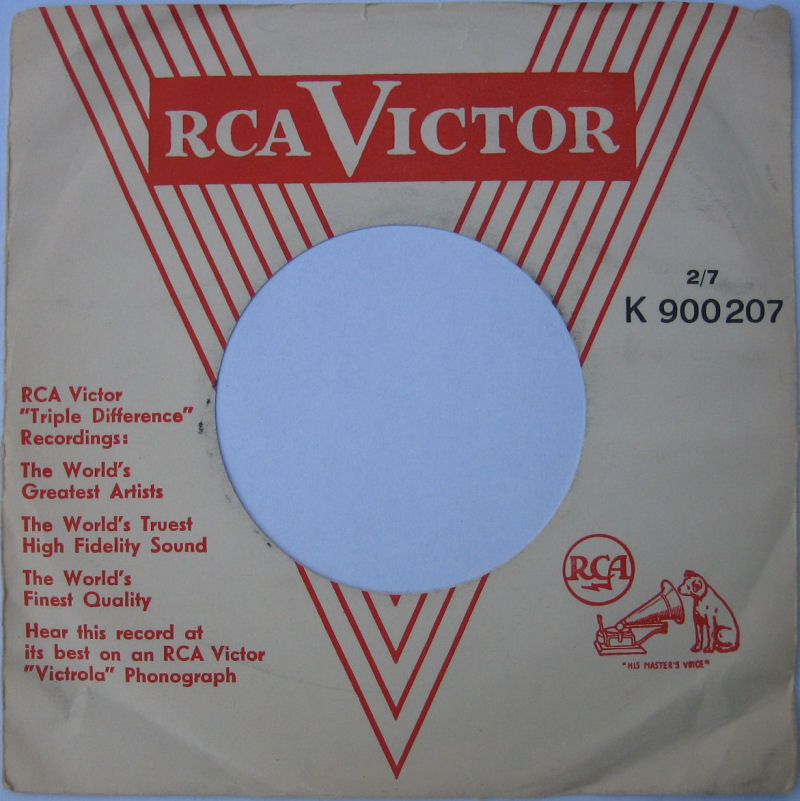 RCA VICTOR
2/7
K 900207
RCA Victor
"Triple Difference"
Recordings:
The World's
Greatest Artists
The World's Truest
High Fidelity Sound
The World's
Finest Quality
Hear this record at
its best on an RCA Victor
"Victrola" Phonograph
RCA
"HIS MASTER'S VOICE"